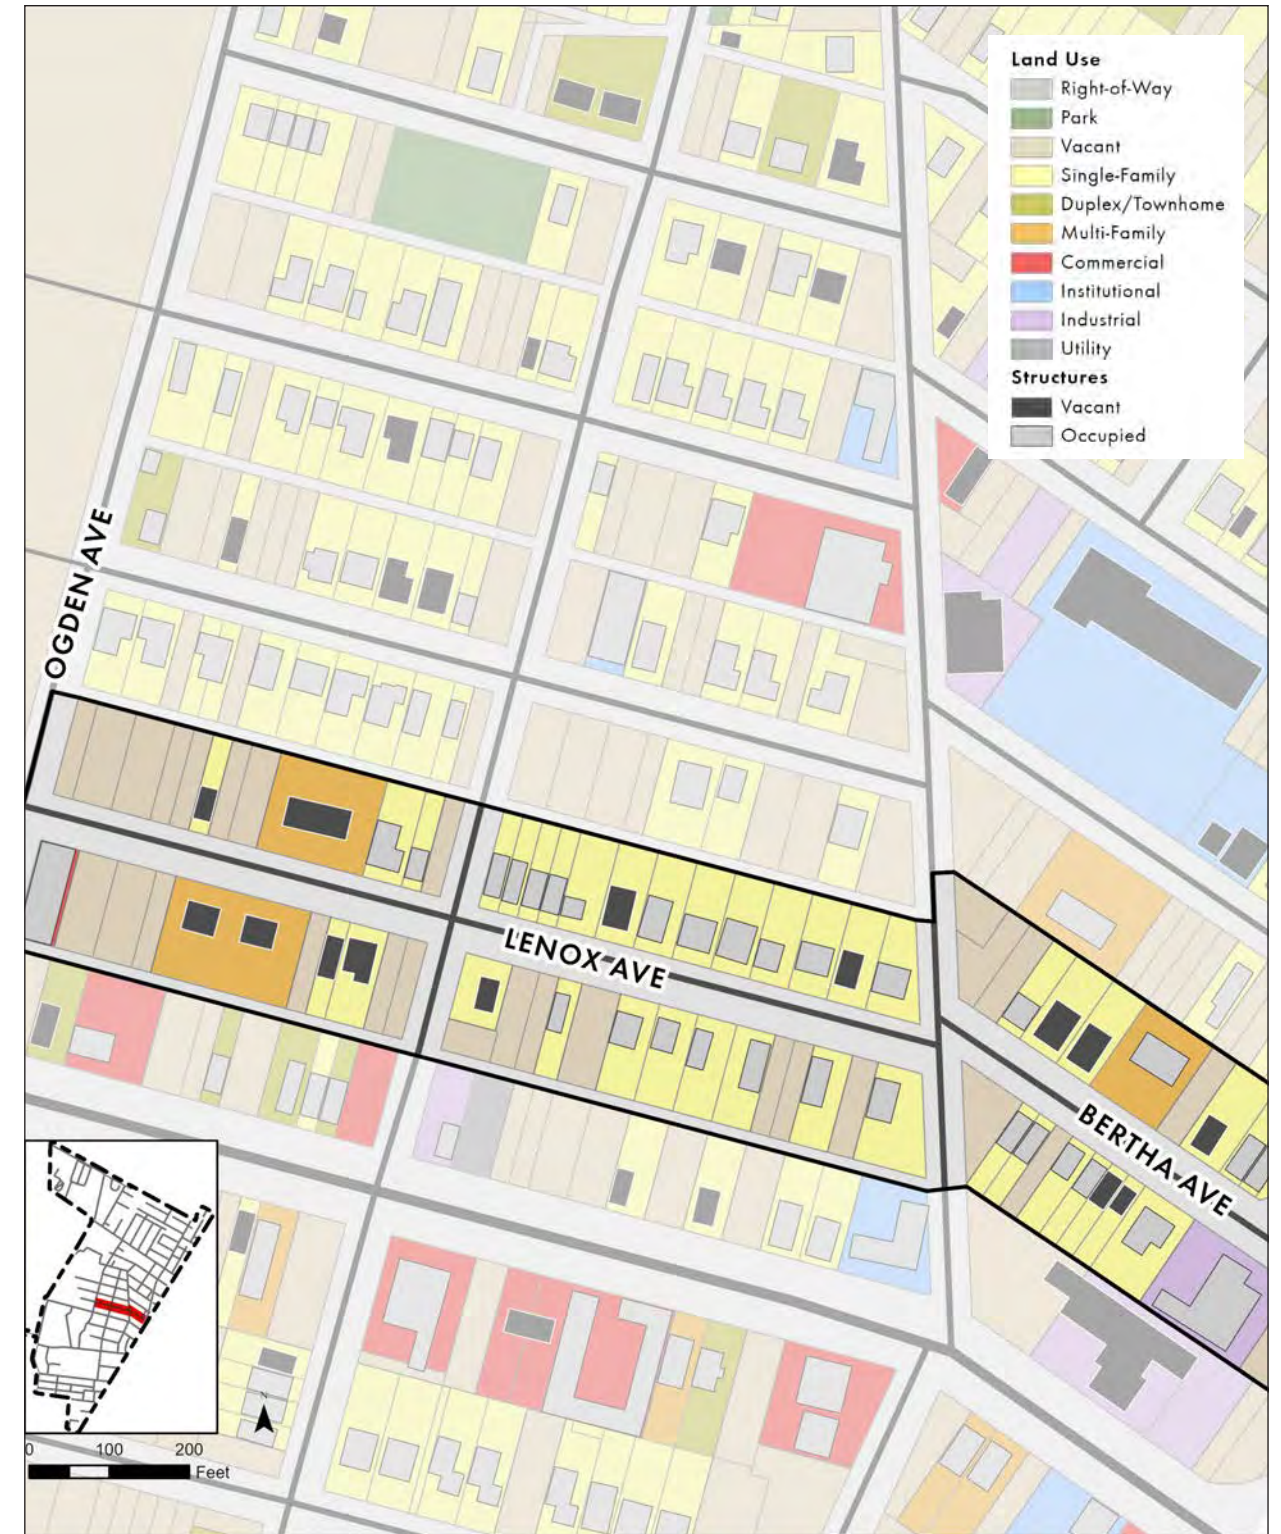 Land Use
Right-of-Way
Park
Vacant
Single-Family
Duplex/Townhome
Multi-Family
Commercial
Institutional
Industrial
Utility
Structures
Vacant
Occupied
OGDEN AVE
LENOX AVE
BERTHA AVE
N
0 100 200
Feet